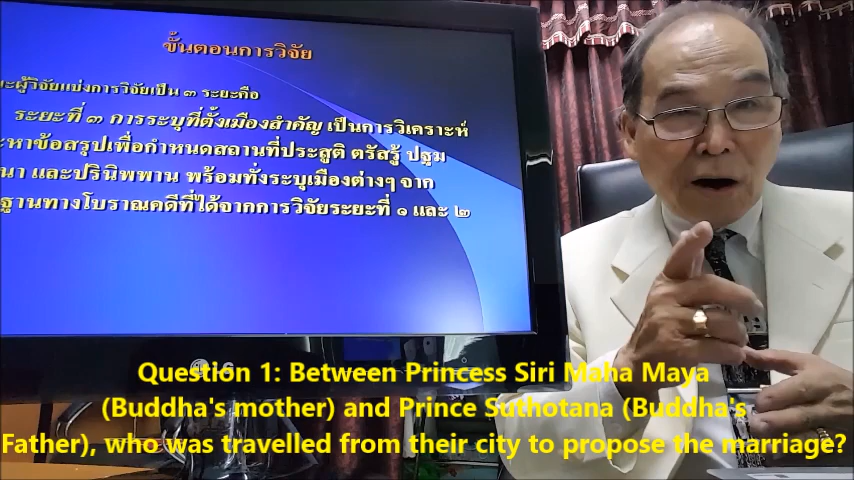 ขั้นตอนการวิจัย
ะผู้วิจัยแบ่งการวิจัยเป็น ๓ ระยะคือ
ระยะที่ ๓ การระบุที่ตั้งเมืองสำคัญ เป็นการวิเคราะห์
ะหาข้อสรุปเพื่อกำหนดสถานที่ประสูติ ตรัสรู้ ปฐม
นา และปรินิพพาน พร้อมทั้งระบุเมืองต่างๆ จาก
ฐานทางโบราณคดีที่ได้จากการวิจัยระยะที่ ๑ และ ๒
LG
Question 1: Between Princess Siri Maha Maya
(Buddha's mother) and Prince Suthotana (Buddha's
Father), who was travelled from their city to propose the marriage?